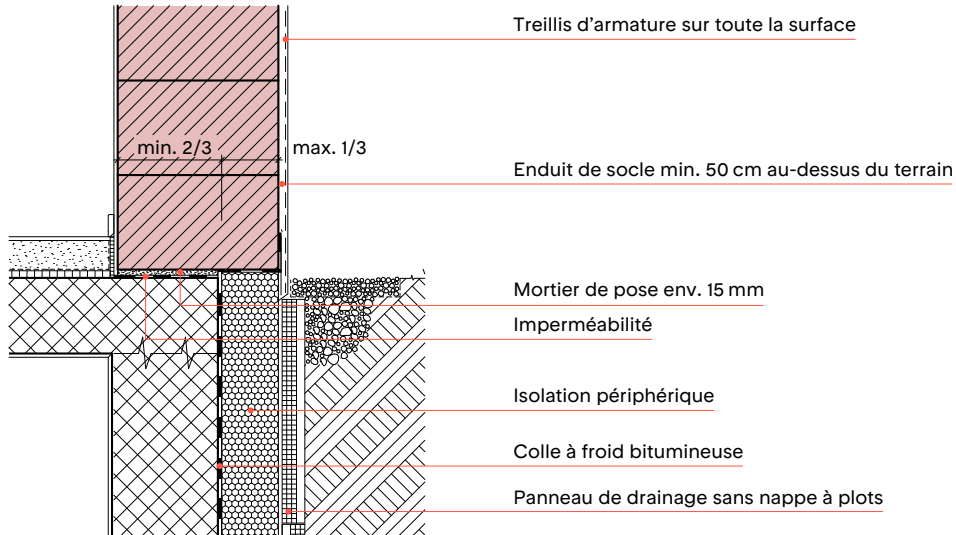 Treillis d’armature sur toute la surface
min. 2/3
max. 1/3
Enduit de socle min. 50 cm au-dessus du terrain
Mortier de pose env. 15 mm
Imperméabilité
Isolation périphérique
Colle à froid bitumineuse
Panneau de drainage sans nappe à plots